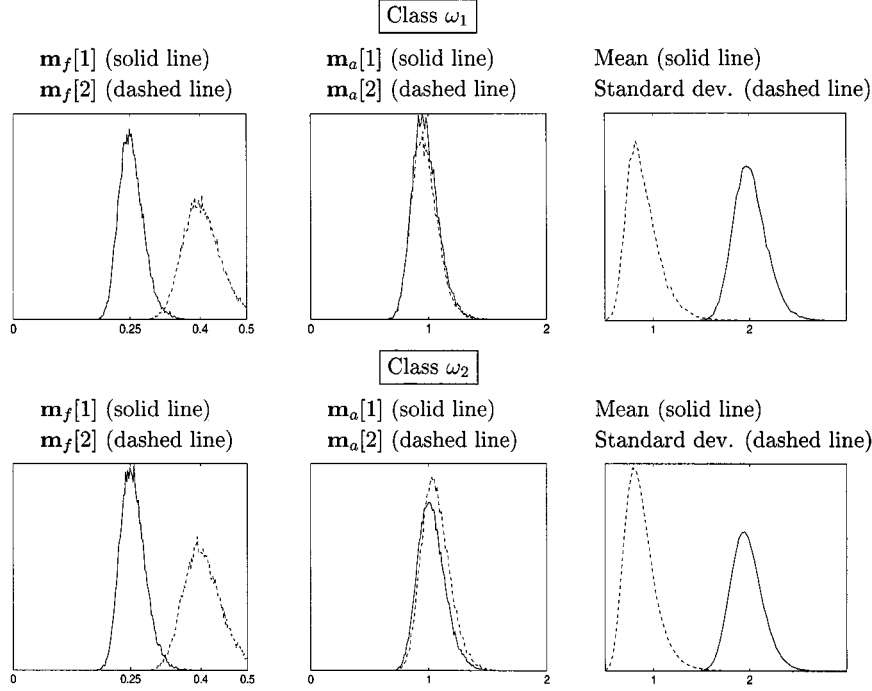 Class ω₁
m_f[1] (solid line) m_a[1] (solid line) Mean (solid line)
m_f[2] (dashed line) m_a[2] (dashed line) Standard dev. (dashed line)
0 0.25 0.4 0.5 0 1 2 1 2
Class ω₂
m_f[1] (solid line) m_a[1] (solid line) Mean (solid line)
m_f[2] (dashed line) m_a[2] (dashed line) Standard dev. (dashed line)
0 0.25 0.4 0.5 0 1 2 1 2